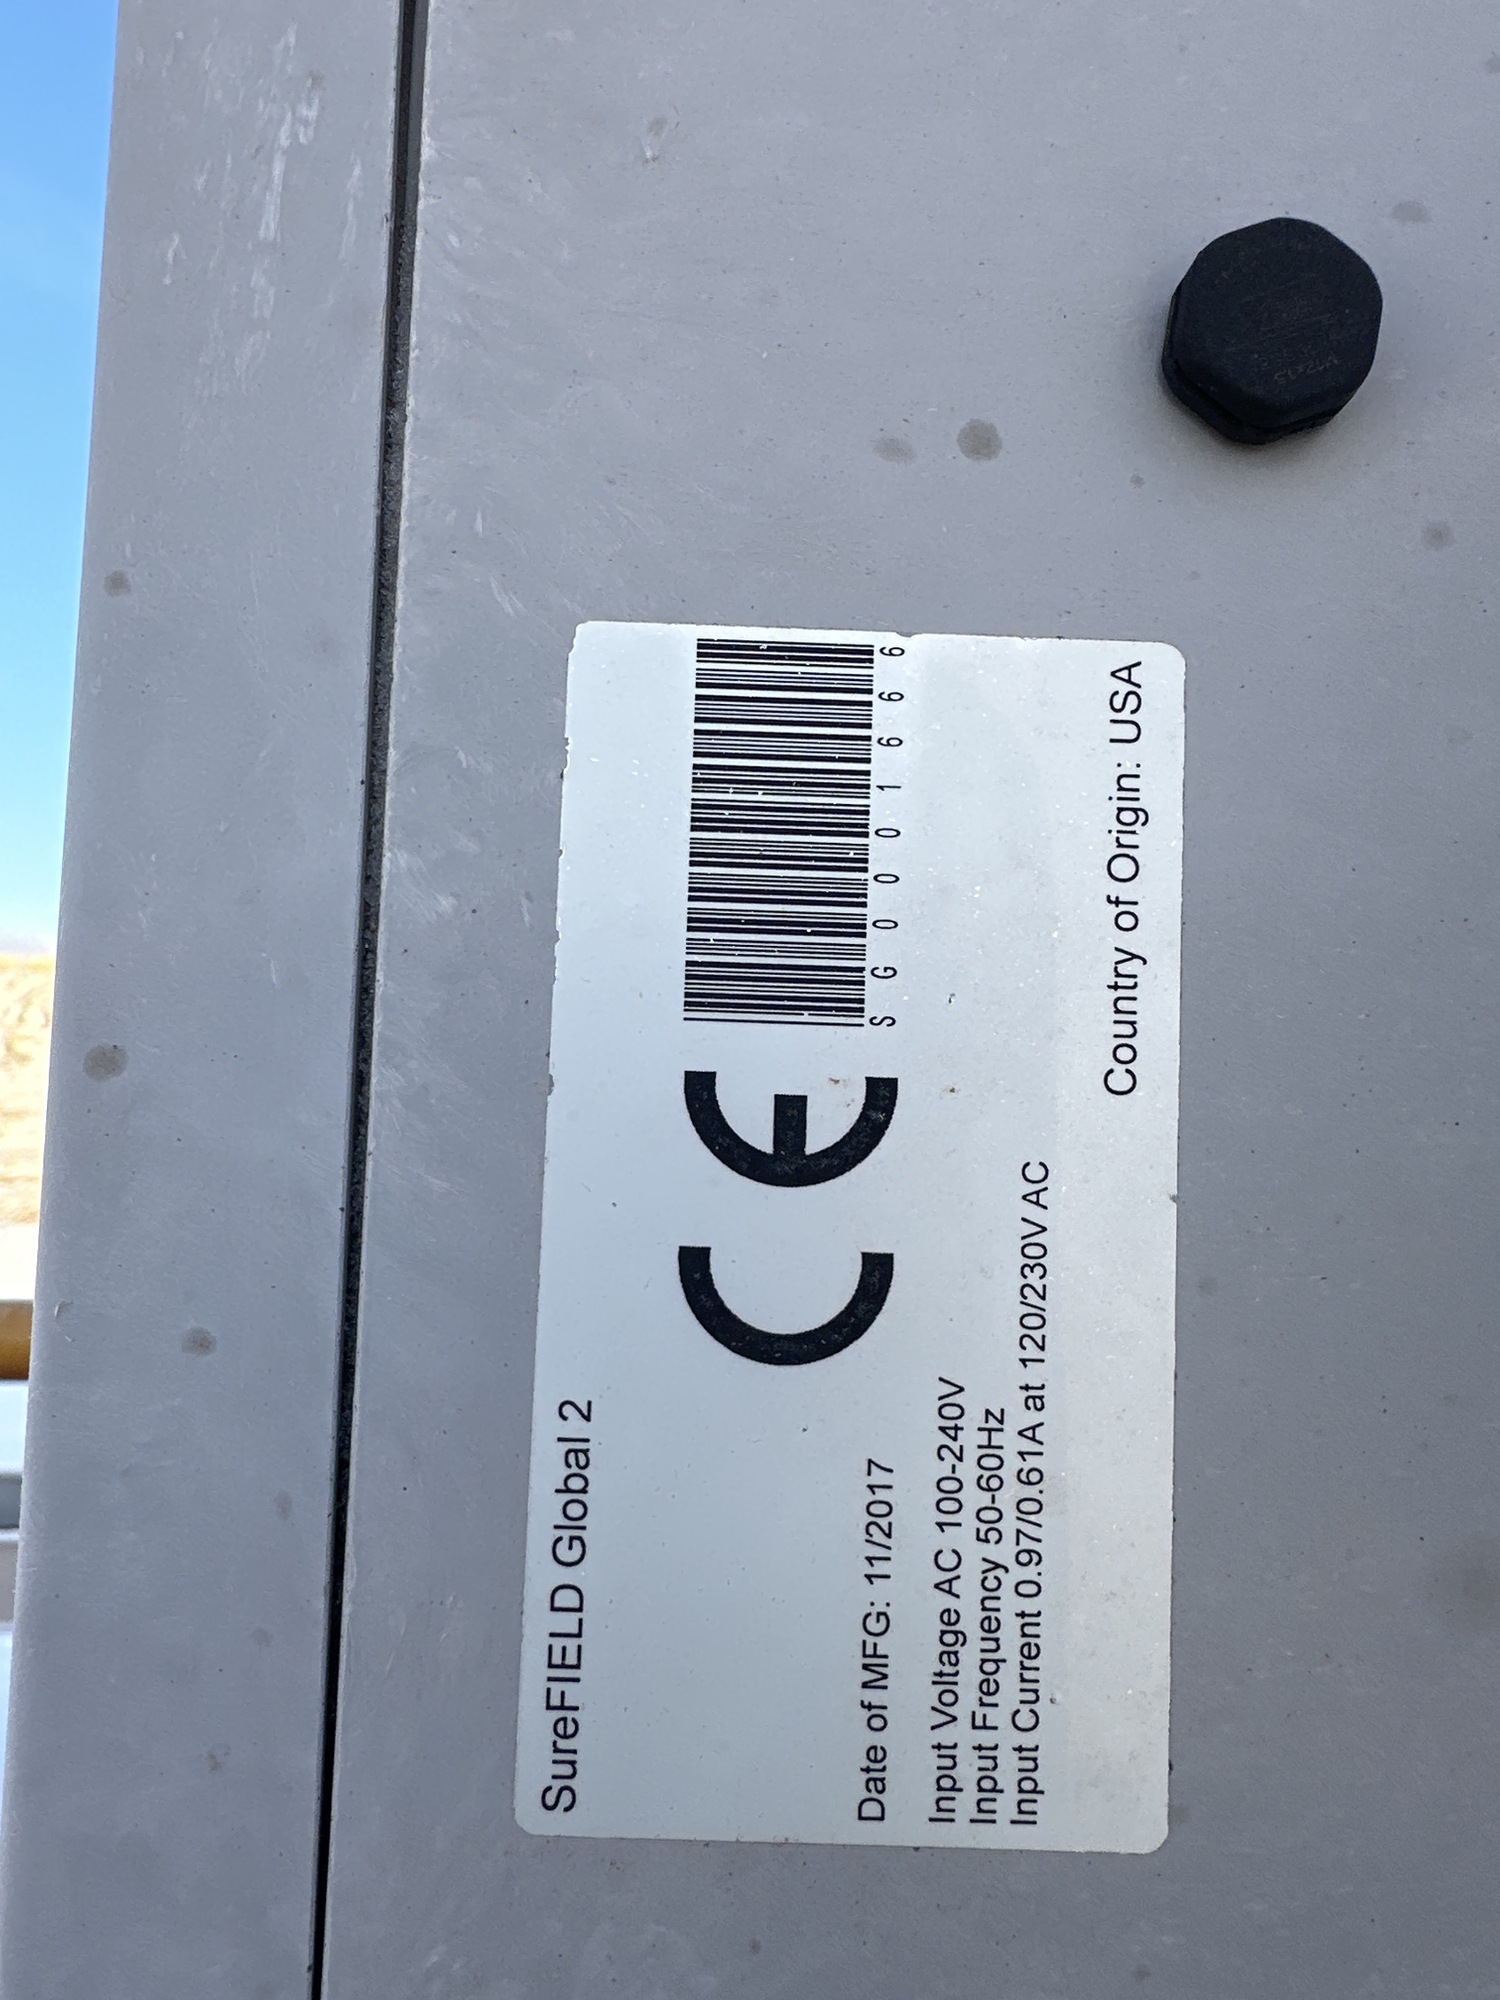 SureFIELD Global 2
CE
SG0001666
Date of MFG: 11/2017
Input Voltage AC 100-240V
Input Frequency 50-60Hz
Input Current 0.97/0.61A at 120/230V AC
Country of Origin: USA